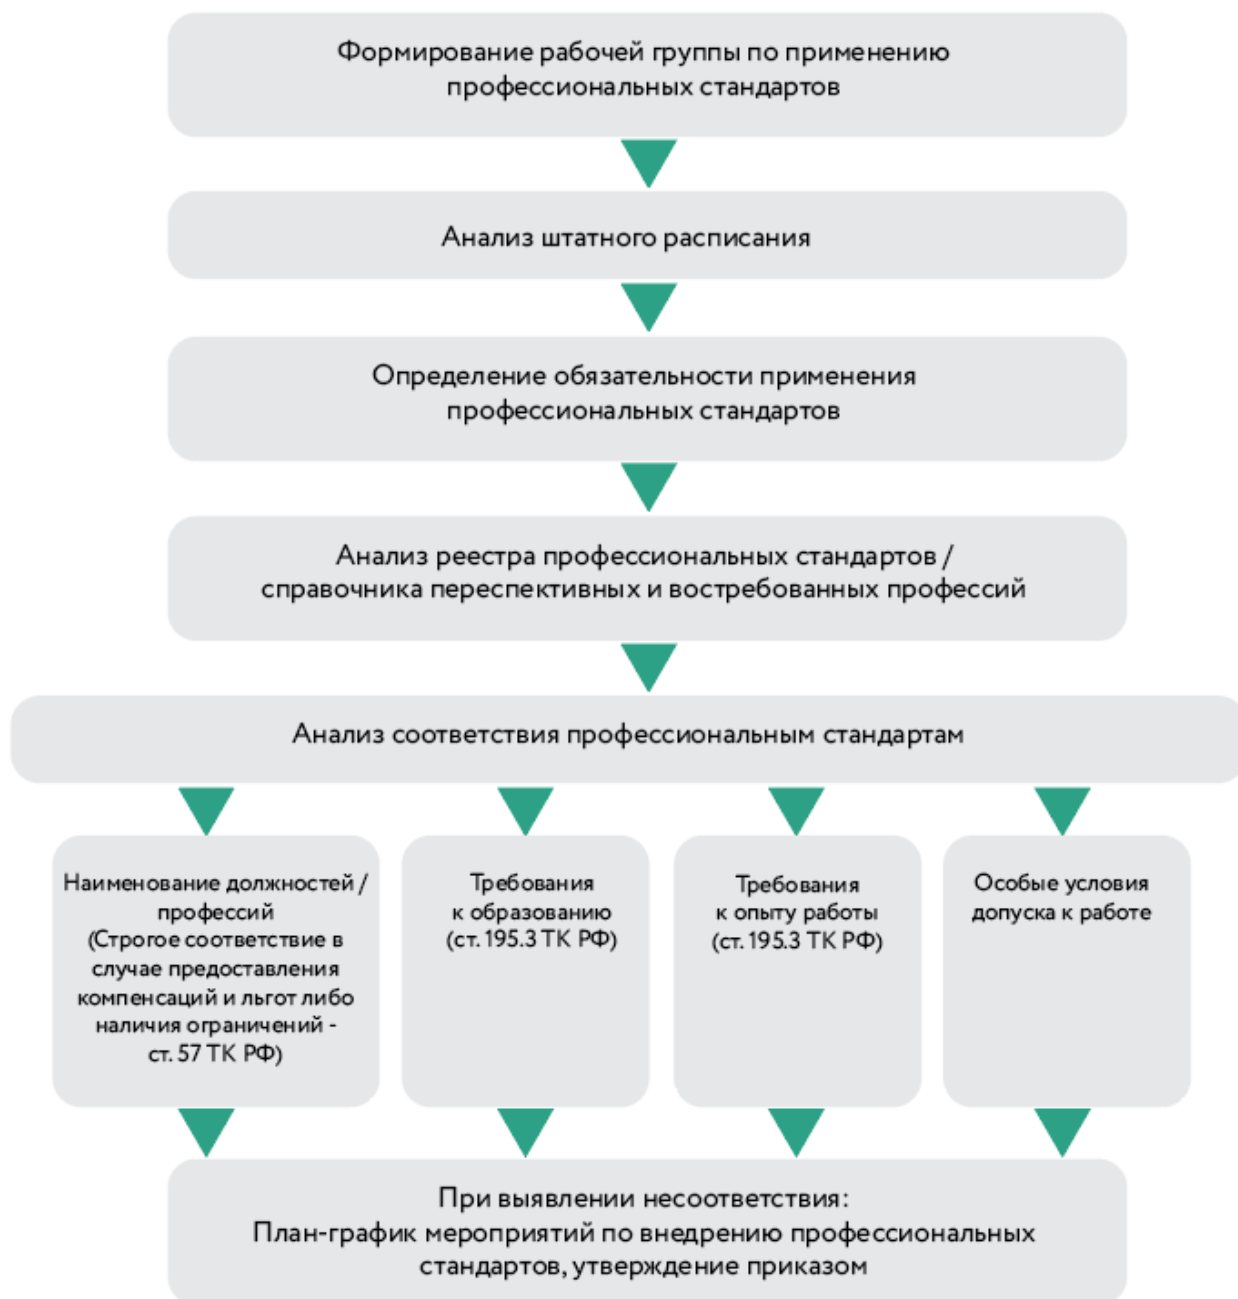 Формирование рабочей группы по применению
профессиональных стандартов
Анализ штатного расписания
Определение обязательности применения
профессиональных стандартов
Анализ реестра профессиональных стандартов /
справочника переспективных и востребованных профессий
Анализ соответствия профессиональным стандартам
Наименование должностей /
профессий
(Строгое соответствие в
случае предоставления
компенсаций и льгот либо
наличия ограничений -
ст. 57 ТК РФ)
Требования
к образованию
(ст. 195.3 ТК РФ)
Требования
к опыту работы
(ст. 195.3 ТК РФ)
Особые условия
допуска к работе
При выявлении несоответствия:
План-график мероприятий по внедрению профессиональных
стандартов, утверждение приказом